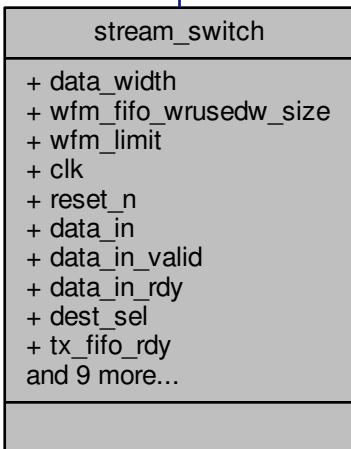 stream_switch
+ data_width
+ wfm_fifo_wrusedw_size
+ wfm_limit
+ clk
+ reset_n
+ data_in
+ data_in_valid
+ data_in_rdy
+ dest_sel
+ tx_fifo_rdy
and 9 more...